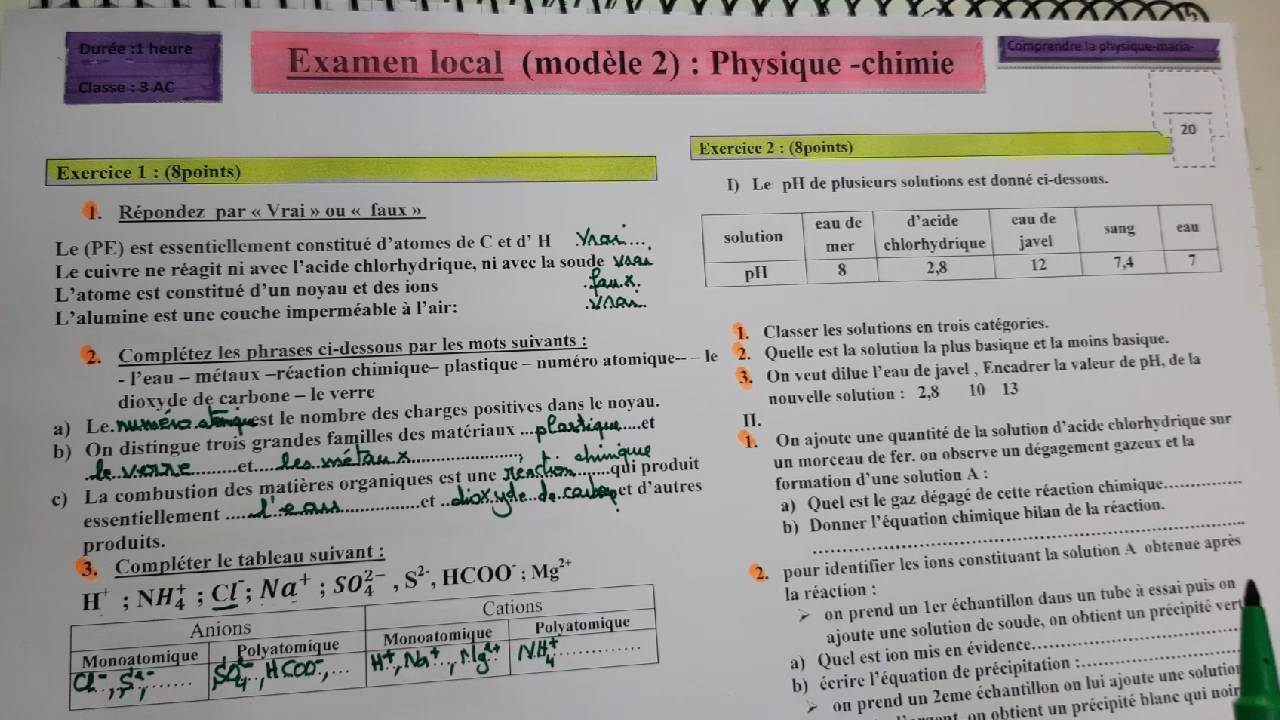 Durée :1 heure
Classe : 3 AC
Examen local (modèle 2) : Physique -chimie
Comprendre la physique-maria-
20
Exercice 1 : (8points)
1. Répondez par « Vrai » ou « faux »
Le (PE) est essentiellement constitué d'atomes de C et d' H .Vrai....
Le cuivre ne réagit ni avec l'acide chlorhydrique, ni avec la soude vrai
L'atome est constitué d'un noyau et des ions .faux.
L'alumine est une couche imperméable à l'air: .vrai.
2. Complétez les phrases ci-dessous par les mots suivants :
- l'eau – métaux –réaction chimique– plastique – numéro atomique-- – le
dioxyde de carbone – le verre
a) Le.numéro.atomique est le nombre des charges positives dans le noyau.
b) On distingue trois grandes familles des matériaux ...plastique....et
.le verre.........et....les métaux......................,
c) La combustion des matières organiques est une réaction chimique.......qui produit
essentiellement .....l'eau................et ..dioxyde.de.carbone et d'autres
produits.
3. Compléter le tableau suivant :
H⁺ ; NH₄⁺ ; Cl⁻ ; Na⁺ ; SO₄²⁻ , S²⁻, HCOO⁻ ; Mg²⁺
Anions Cations
Monoatomique Polyatomique Monoatomique Polyatomique
Cl⁻, S²⁻, ...... SO₄²⁻, HCOO⁻,... H⁺, Na⁺.., Mg²⁺ NH₄⁺..............
Exercice 2 : (8points)
I) Le pH de plusieurs solutions est donné ci-dessous.
solution eau de mer d'acide chlorhydrique eau de javel sang eau
pH 8 2,8 12 7,4 7
1. Classer les solutions en trois catégories.
2. Quelle est la solution la plus basique et la moins basique.
3. On veut dilue l'eau de javel , Encadrer la valeur de pH, de la
nouvelle solution : 2,8 10 13
II.
1. On ajoute une quantité de la solution d'acide chlorhydrique sur
un morceau de fer. on observe un dégagement gazeux et la
formation d'une solution A :
a) Quel est le gaz dégagé de cette réaction chimique..............
b) Donner l'équation chimique bilan de la réaction.
2. pour identifier les ions constituant la solution A obtenue après
la réaction :
➢ on prend un 1er échantillon dans un tube à essai puis on
ajoute une solution de soude, on obtient un précipité vert
a) Quel est ion mis en évidence..............................
b) écrire l'équation de précipitation :........................
➢ on prend un 2eme échantillon on lui ajoute une solution
on obtient un précipité blanc qui noir